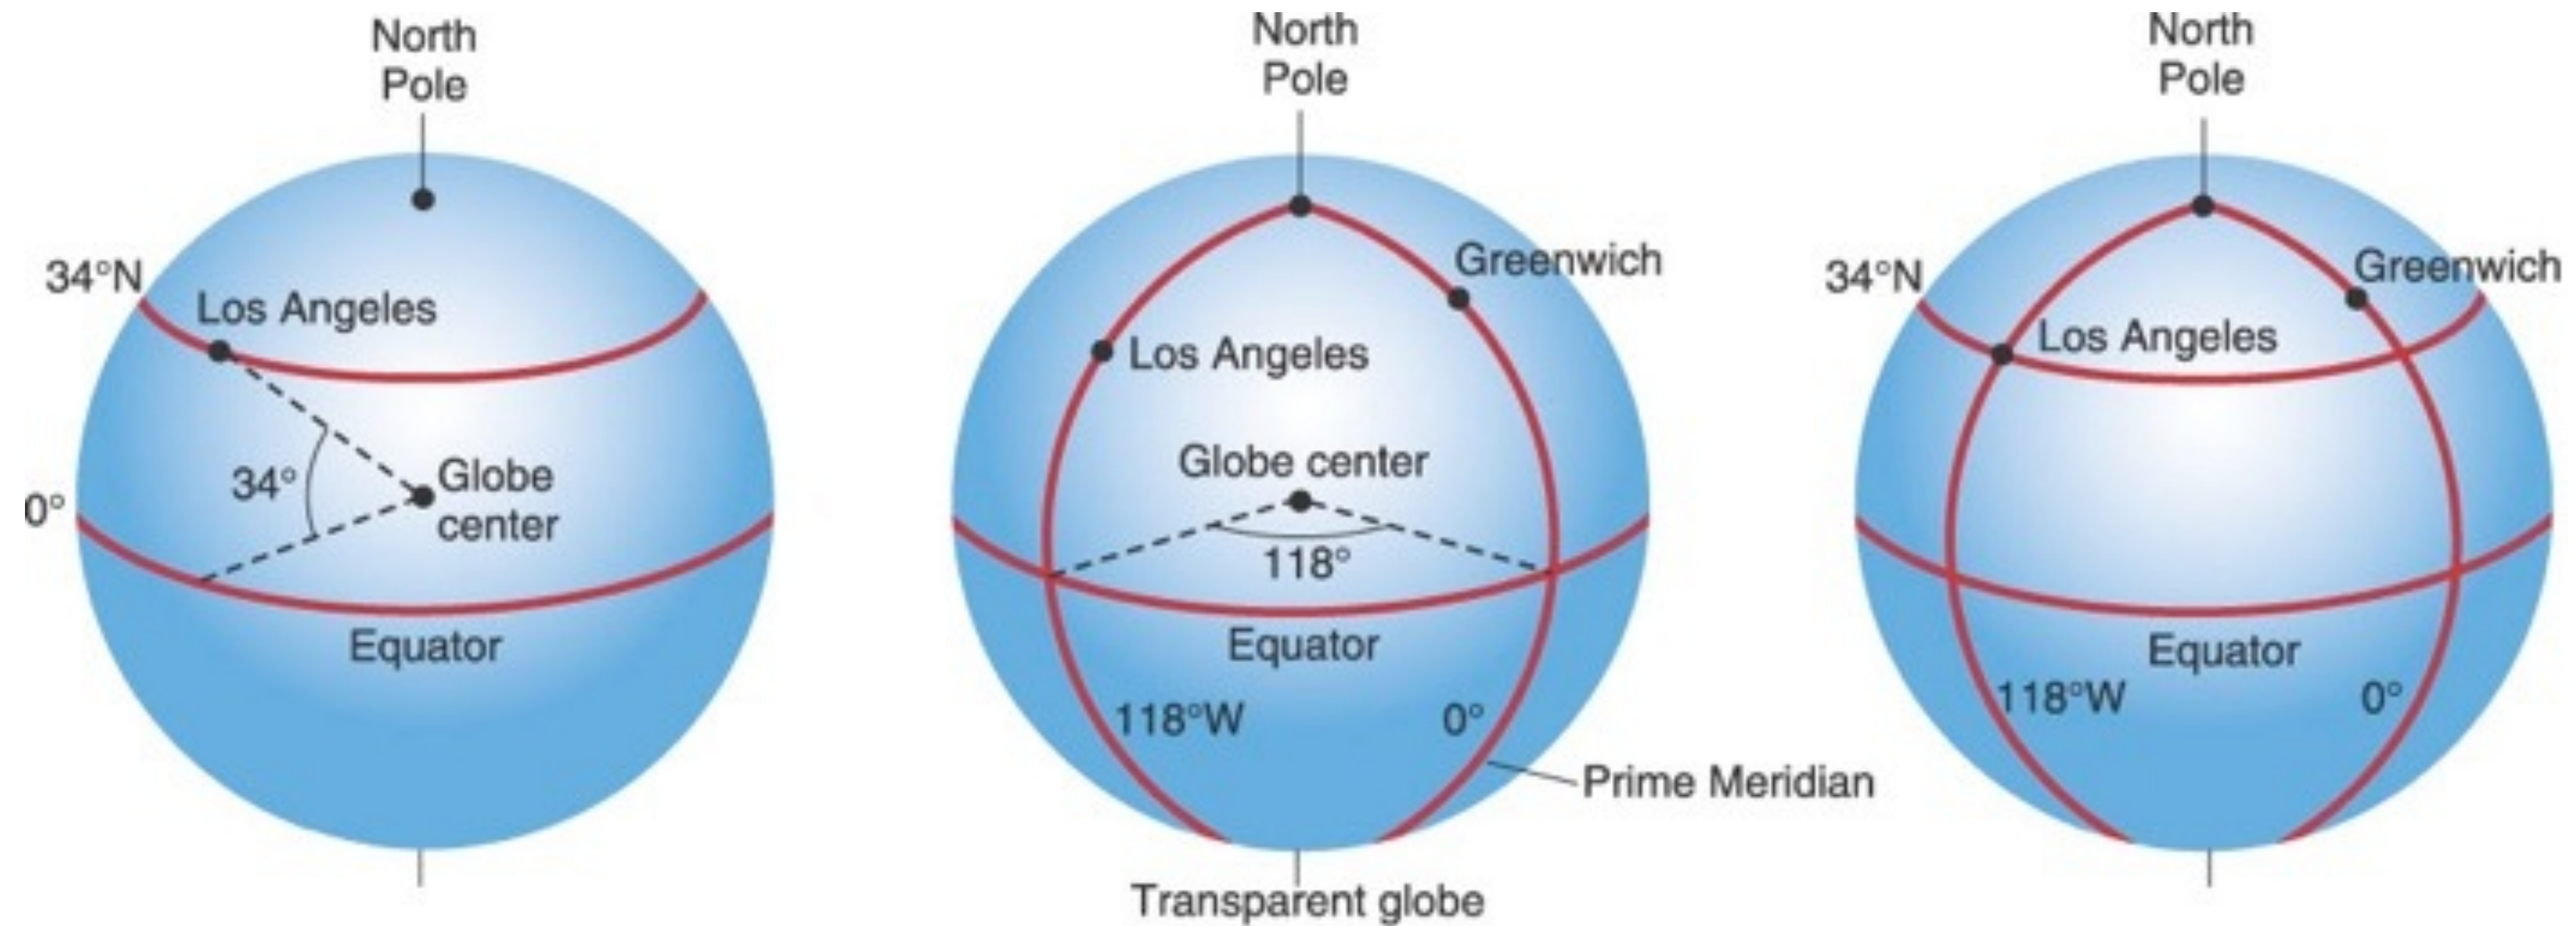 North
Pole
34°N
Los Angeles
34°
Globe
center
0°
Equator
North
Pole
Greenwich
Los Angeles
Globe center
118°
Equator
118°W
0°
Prime Meridian
Transparent globe
North
Pole
34°N
Greenwich
Los Angeles
Equator
118°W
0°